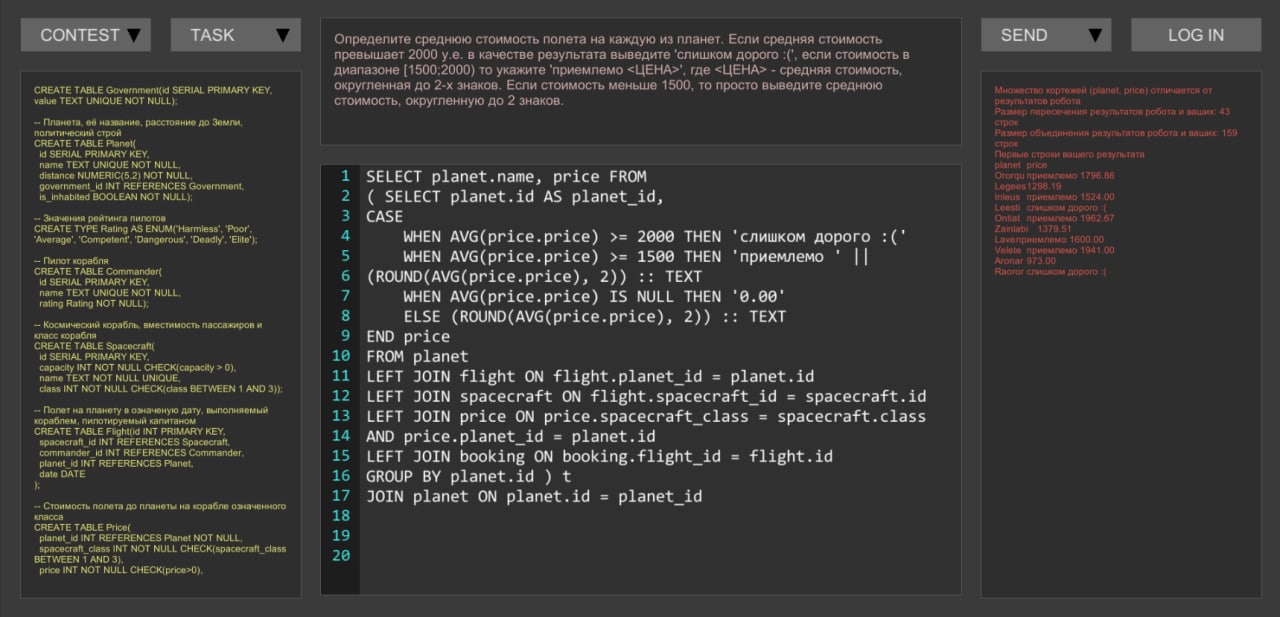 CONTEST
TASK
SEND
LOG IN
CREATE TABLE Government(id SERIAL PRIMARY KEY,
value TEXT UNIQUE NOT NULL);
-- Планета, её название, расстояние до Земли,
политический строй
CREATE TABLE Planet(
id SERIAL PRIMARY KEY,
name TEXT UNIQUE NOT NULL,
distance NUMERIC(5,2) NOT NULL,
government_id INT REFERENCES Government,
is_inhabited BOOLEAN NOT NULL);
-- Значения рейтинга пилотов
CREATE TYPE Rating AS ENUM('Harmless', 'Poor',
'Average', 'Competent', 'Dangerous', 'Deadly', 'Elite');
-- Пилот корабля
CREATE TABLE Commander(
id SERIAL PRIMARY KEY,
name TEXT UNIQUE NOT NULL,
rating Rating NOT NULL);
-- Космический корабль, вместимость пассажиров и
класс корабля
CREATE TABLE Spacecraft(
id SERIAL PRIMARY KEY,
capacity INT NOT NULL CHECK(capacity > 0),
name TEXT NOT NULL UNIQUE,
class INT NOT NULL CHECK(class BETWEEN 1 AND 3));
-- Полет на планету в означеную дату, выполняемый
кораблем, пилотируемый капитаном
CREATE TABLE Flight(id INT PRIMARY KEY,
spacecraft_id INT REFERENCES Spacecraft,
commander_id INT REFERENCES Commander,
planet_id INT REFERENCES Planet,
date DATE
);
-- Стоимость полета до планеты на корабле означенного
класса
CREATE TABLE Price(
planet_id INT REFERENCES Planet NOT NULL,
spacecraft_class INT NOT NULL CHECK(spacecraft_class
BETWEEN 1 AND 3),
price INT NOT NULL CHECK(price>0),
Определите среднюю стоимость полета на каждую из планет. Если средняя стоимость
превышает 2000 у.е. в качестве результата выведите 'слишком дорого :(', если стоимость в
диапазоне [1500;2000) то укажите 'приемлемо <ЦЕНА>', где <ЦЕНА> - средняя стоимость,
округленная до 2-х знаков. Если стоимость меньше 1500, то просто выведите среднюю
стоимость, округленную до 2 знаков.
1 SELECT planet.name, price FROM
2 ( SELECT planet.id AS planet_id,
3 CASE
4 WHEN AVG(price.price) >= 2000 THEN 'слишком дорого :('
5 WHEN AVG(price.price) >= 1500 THEN 'приемлемо ' ||
6 (ROUND(AVG(price.price), 2)) :: TEXT
7 WHEN AVG(price.price) IS NULL THEN '0.00'
8 ELSE (ROUND(AVG(price.price), 2)) :: TEXT
9 END price
10 FROM planet
11 LEFT JOIN flight ON flight.planet_id = planet.id
12 LEFT JOIN spacecraft ON flight.spacecraft_id = spacecraft.id
13 LEFT JOIN price ON price.spacecraft_class = spacecraft.class
14 AND price.planet_id = planet.id
15 LEFT JOIN booking ON booking.flight_id = flight.id
16 GROUP BY planet.id ) t
17 JOIN planet ON planet.id = planet_id
18
19
20
Множество кортежей (planet, price) отличается от
результатов робота
Размер пересечения результатов робота и ваших: 43
строк
Размер объединения результатов робота и ваших: 159
строк
Первые строки вашего результата
planet price
Ororqu приемлемо 1796.86
Legees1298.19
Inleus приемлемо 1524.00
Leesti слишком дорого :(
Ontiat приемлемо 1962.67
Zainlabi 1379.51
Laveприемлемо 1600.00
Velete приемлемо 1941.00
Aronar 973.00
Raoror слишком дорого :(